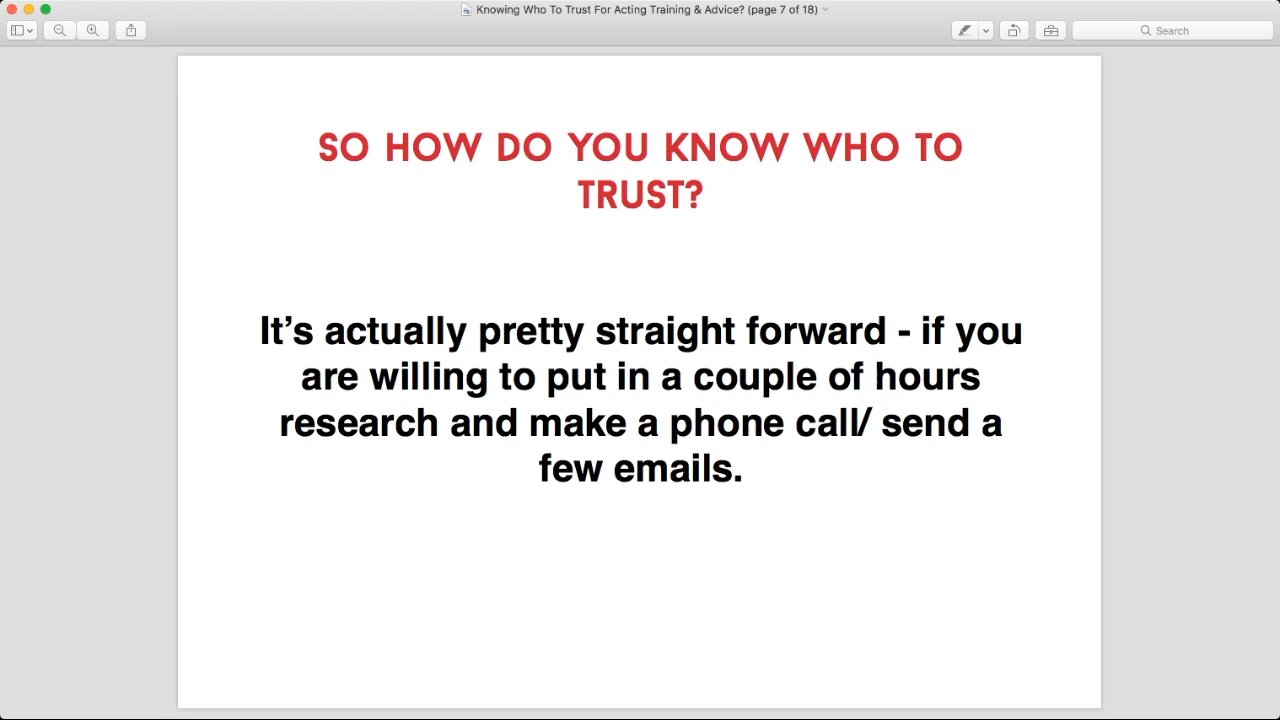 Knowing Who To Trust For Acting Training & Advice? (page 7 of 18)
Search
SO HOW DO YOU KNOW WHO TO
TRUST?
It's actually pretty straight forward - if you
are willing to put in a couple of hours
research and make a phone call/ send a
few emails.